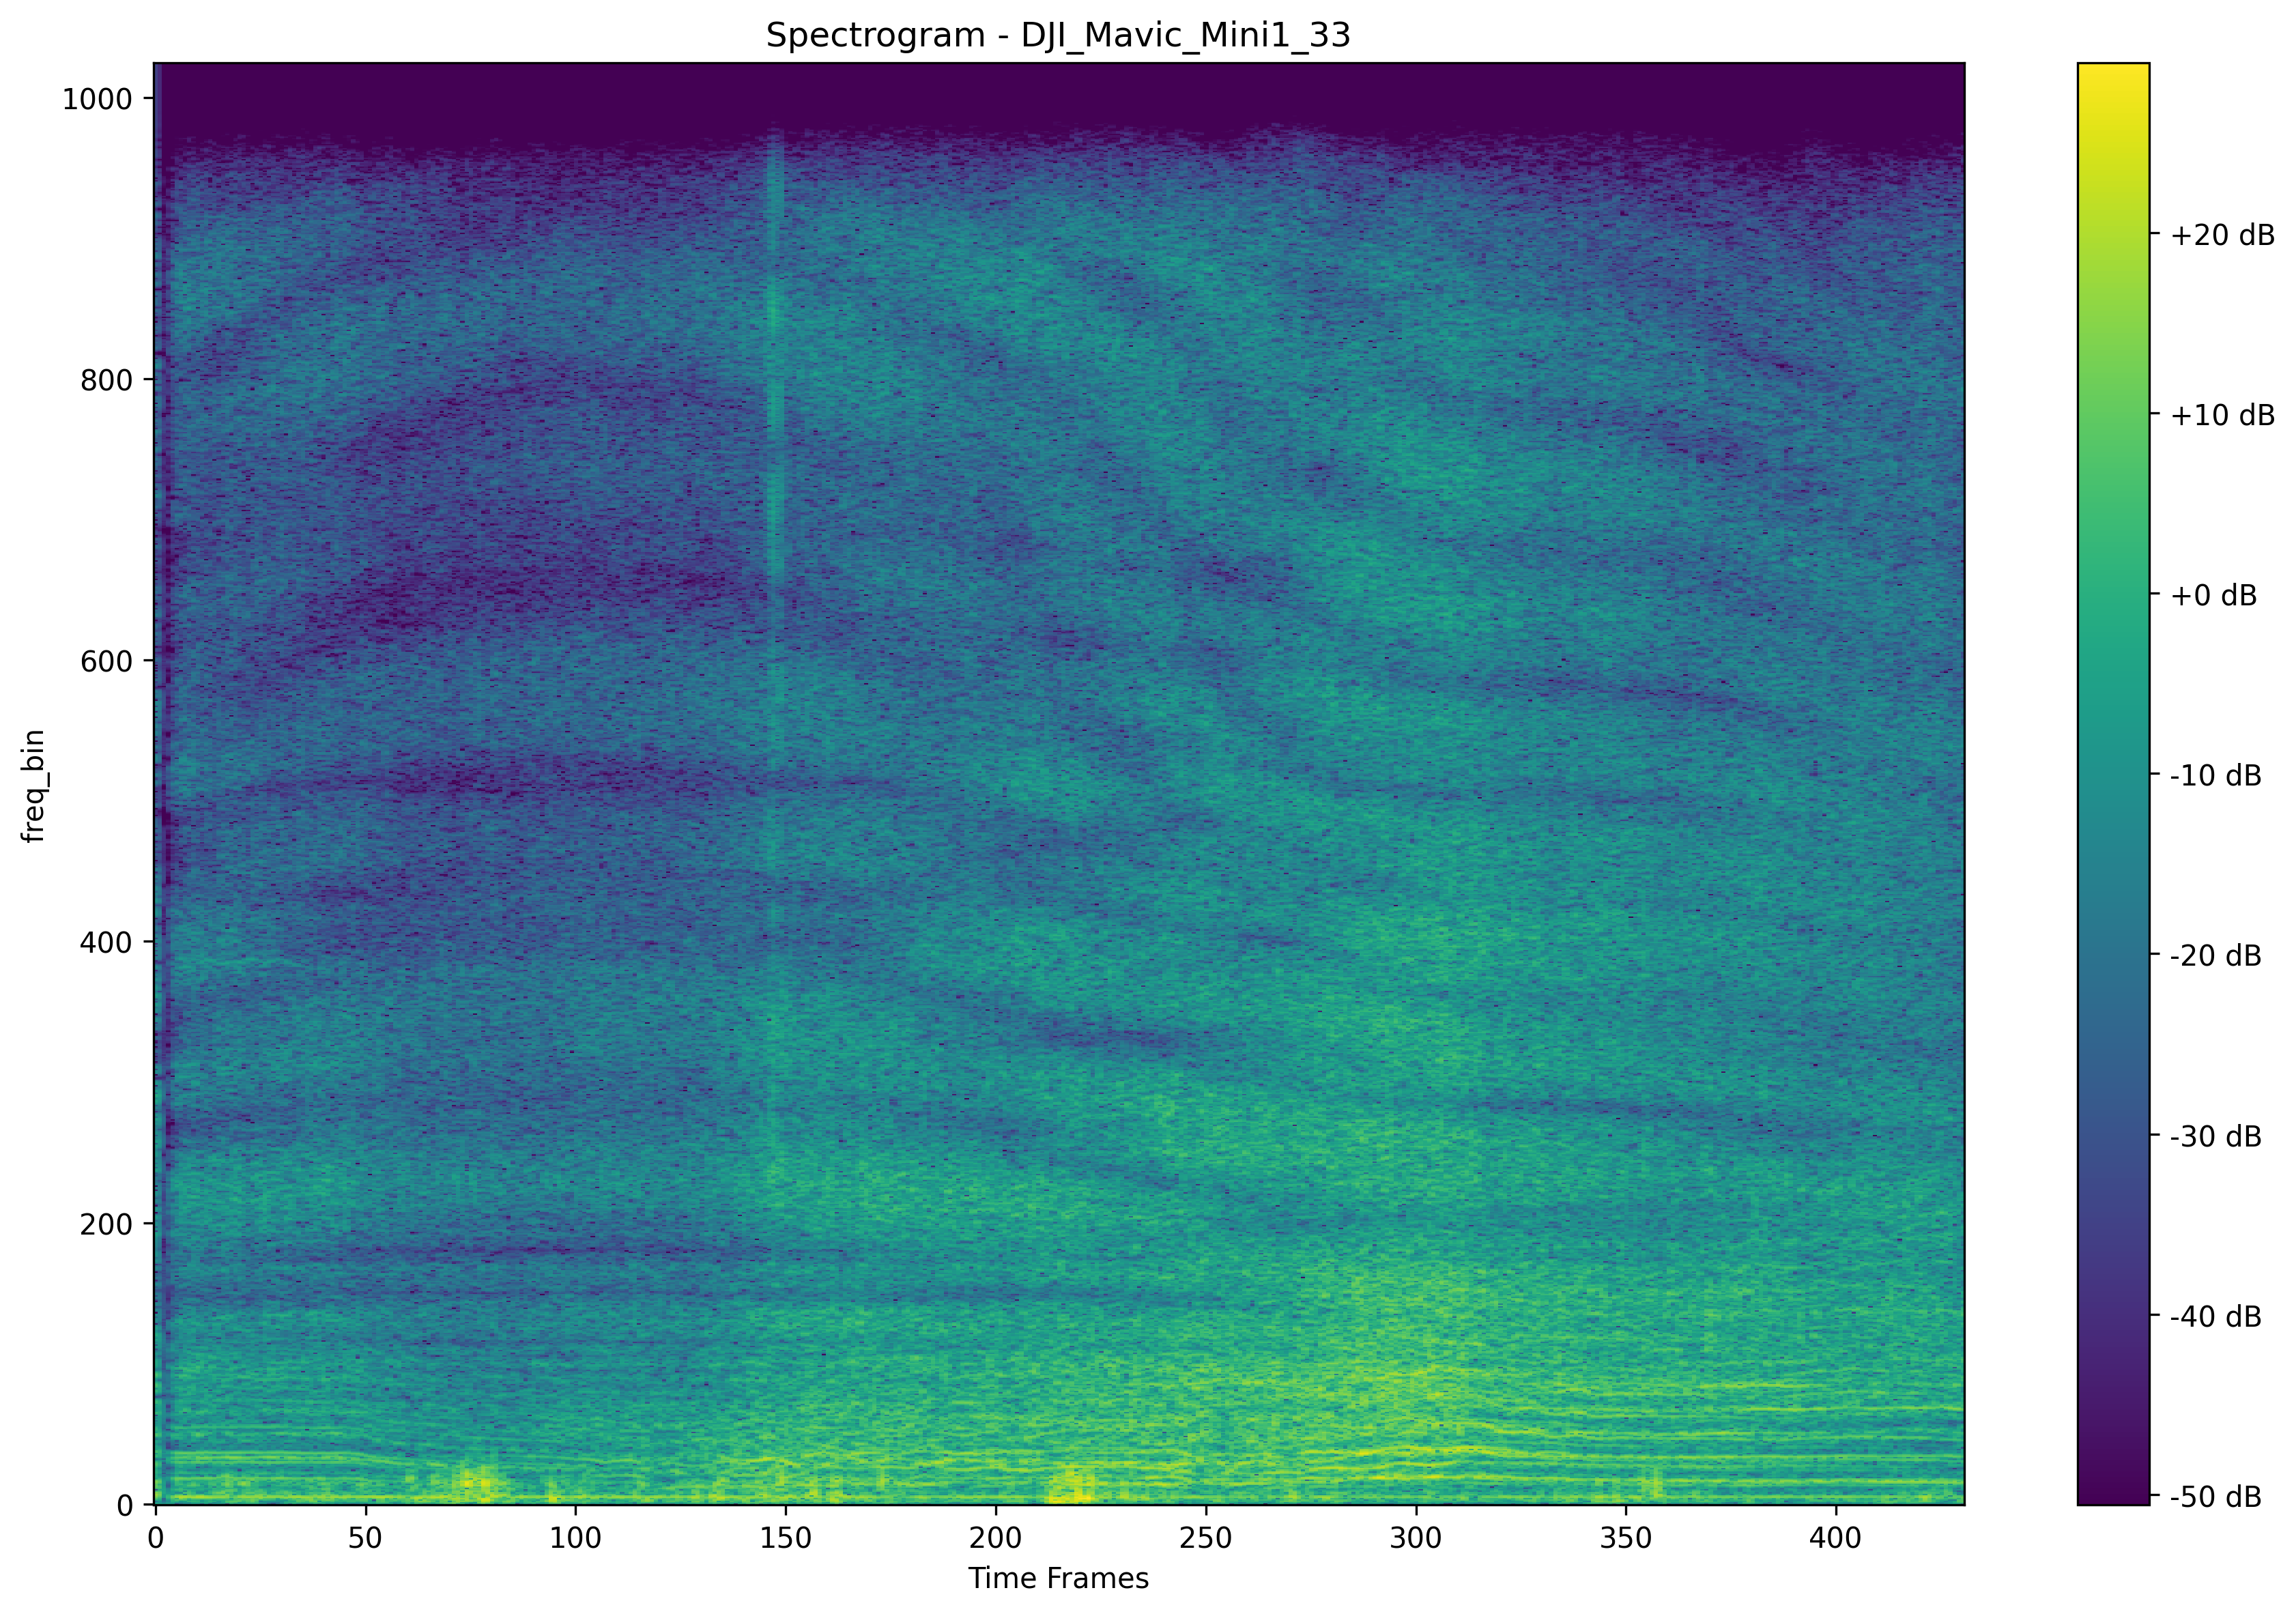 Spectrogram - DJI_Mavic_Mini1_33
1000
800
600
400
200
0
freq_bin
0 50 100 150 200 250 300 350 400
Time Frames
+20 dB
+10 dB
+0 dB
-10 dB
-20 dB
-30 dB
-40 dB
-50 dB